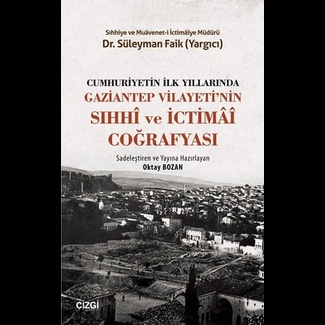 Sıhhiye ve Muâvenet-i İctimâiye Müdürü
Dr. Süleyman Faik (Yargıcı)
CUMHURİYETİN İLK YILLARINDA
GAZİANTEP VİLAYETİ'NİN
SIHHÎ ve İCTİMÂÎ
COĞRAFYASI
Sadeleştiren ve Yayına Hazırlayan
Oktay BOZAN
ÇİZGİ